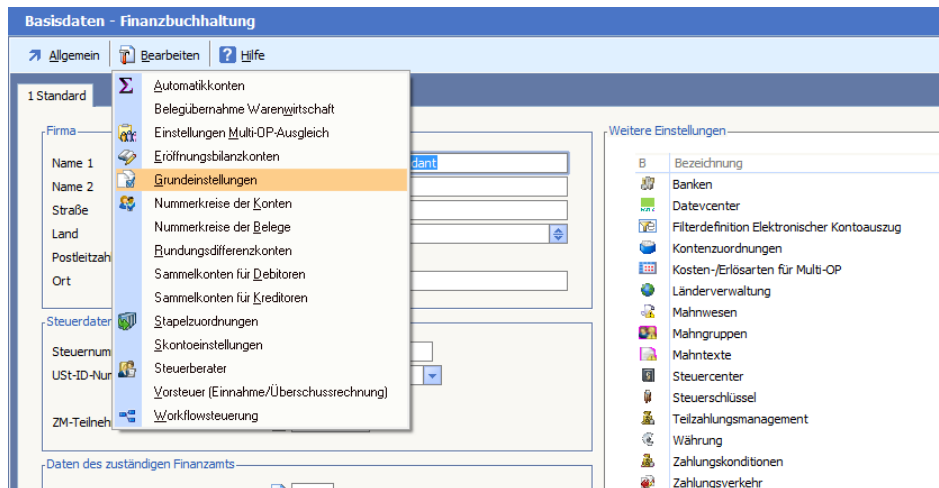 Basisdaten - Finanzbuchhaltung
Allgemein Bearbeiten Hilfe
1 Standard
Automatikkonten
Belegübernahme Warenwirtschaft
Einstellungen Multi-OP-Ausgleich
Eröffnungsbilanzkonten
Grundeinstellungen
Nummerkreise der Konten
Nummerkreise der Belege
Rundungsdifferenzkonten
Sammelkonten für Debitoren
Sammelkonten für Kreditoren
Stapelzuordnungen
Skontoeinstellungen
Steuerberater
Vorsteuer (Einnahme/Überschussrechnung)
Workflowsteuerung
Firma
Name 1 dant
Name 2
Straße
Land
Postleitzahl
Ort
Steuerdaten
Steuernum
USt-ID-Nur
ZM-Teilneh
Daten des zuständigen Finanzamts
Weitere Einstellungen
B Bezeichnung
Banken
Datevcenter
Filterdefinition Elektronischer Kontoauszug
Kontenzuordnungen
Kosten-/Erlösarten für Multi-OP
Länderverwaltung
Mahnwesen
Mahngruppen
Mahntexte
Steuercenter
Steuerschlüssel
Teilzahlungsmanagement
Währung
Zahlungskonditionen
Zahlungsverkehr